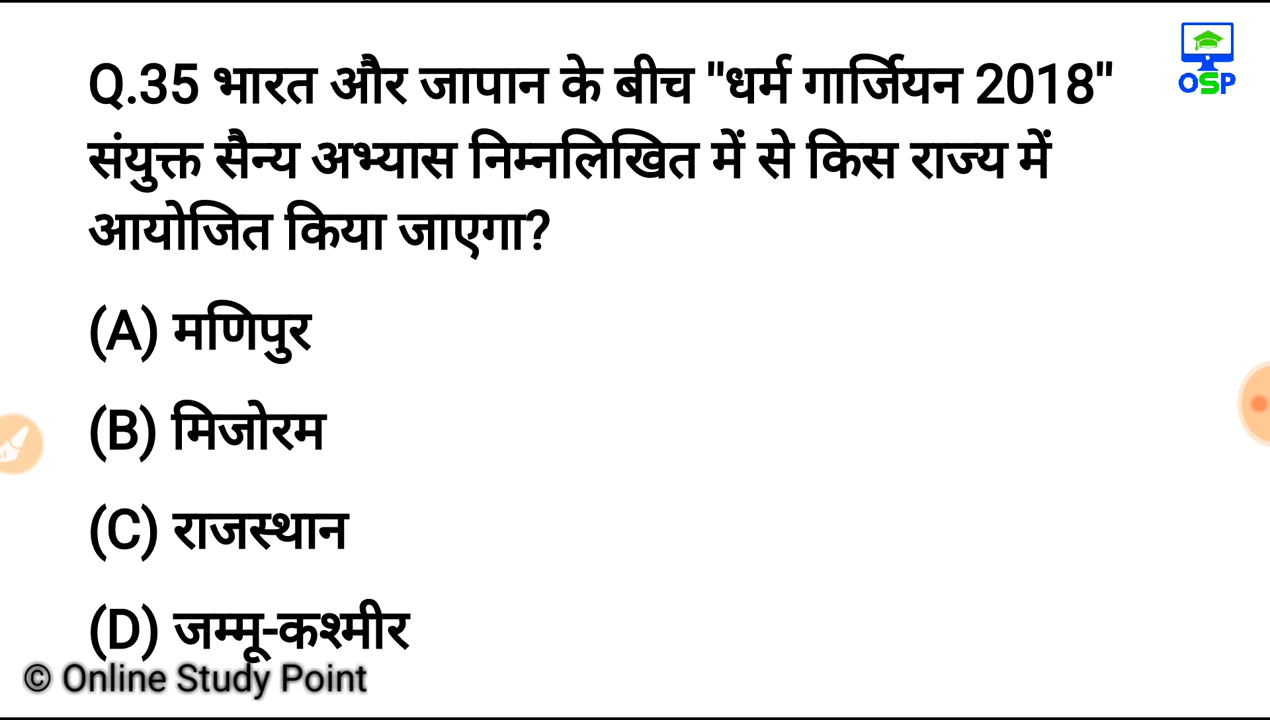 OSP
Q.35 भारत और जापान के बीच "धर्म गार्जियन 2018"
संयुक्त सैन्य अभ्यास निम्नलिखित में से किस राज्य में
आयोजित किया जाएगा?
(A) मणिपुर
(B) मिजोरम
(C) राजस्थान
(D) जम्मू-कश्मीर
© Online Study Point